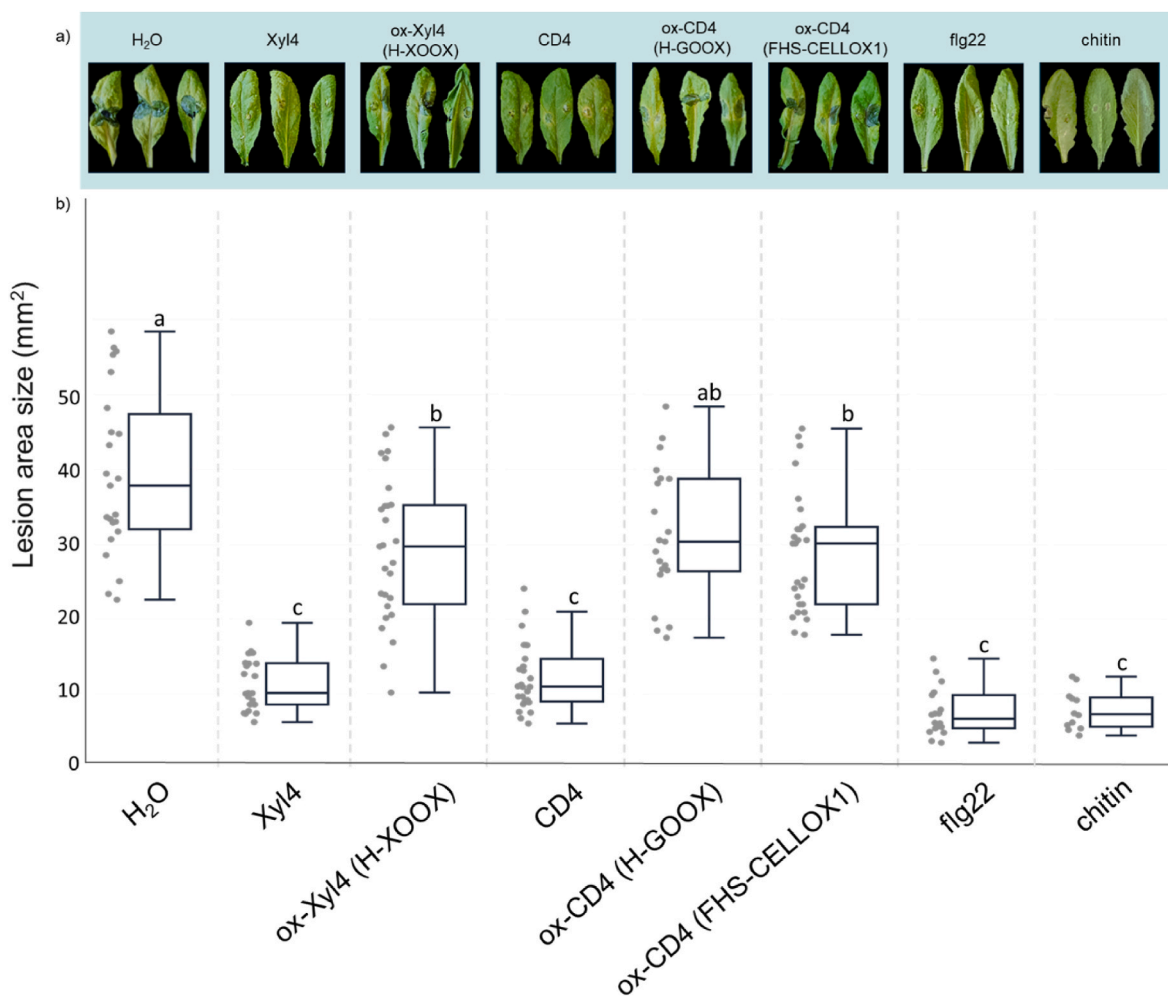 a)
H₂O
Xyl4
ox-Xyl4
(H-XOOX)
CD4
ox-CD4
(H-GOOX)
ox-CD4
(FHS-CELLOX1)
flg22
chitin
b)
Lesion area size (mm²)
50
40
30
20
10
0
a
c
b
c
ab
b
c
c
H₂O
Xyl4
ox-Xyl4 (H-XOOX)
CD4
ox-CD4 (H-GOOX)
ox-CD4 (FHS-CELLOX1)
flg22
chitin